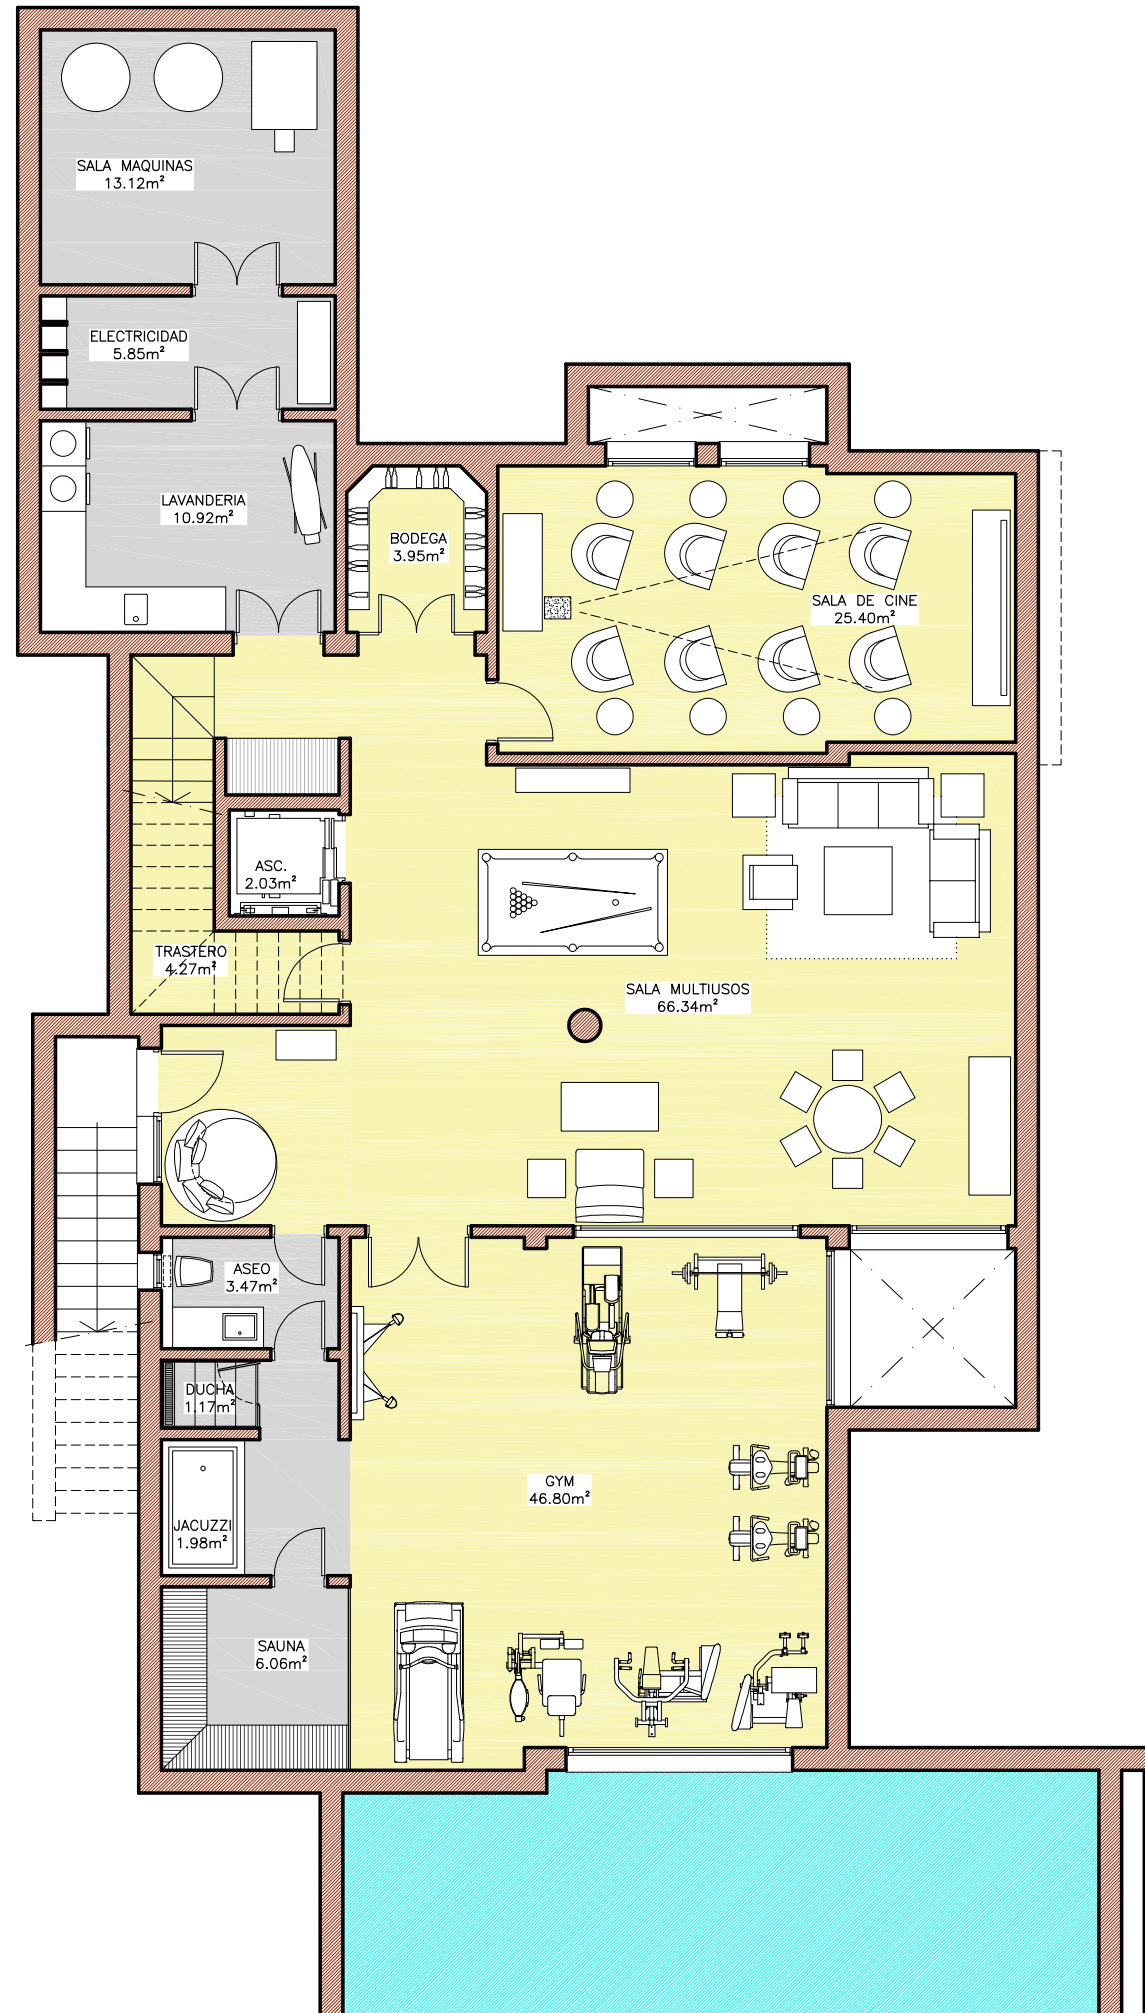 SALA MAQUINAS
13.12m²
ELECTRICIDAD
5.85m²
LAVANDERIA
10.92m²
BODEGA
3.95m²
SALA DE CINE
25.40m²
ASC.
2.03m²
TRASTERO
4.27m²
SALA MULTIUSOS
66.34m²
ASEO
3.47m²
DUCHA
1.17m²
GYM
46.80m²
JACUZZI
1.98m²
SAUNA
6.06m²